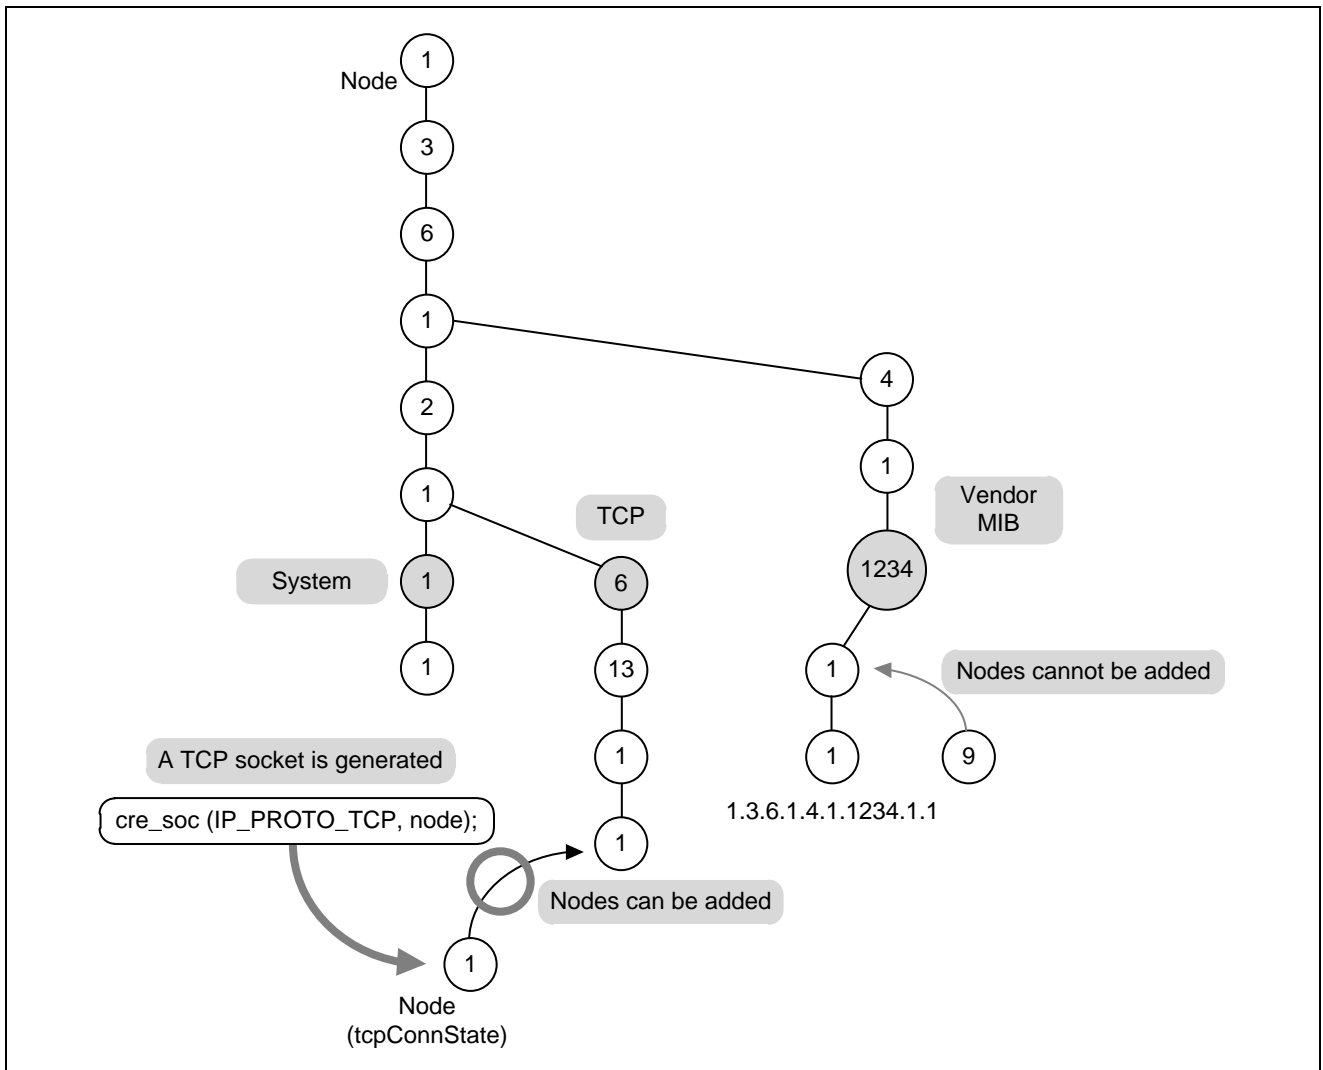 1
Node
3
6
1
4
2
1
1
Vendor
MIB
TCP
System
1
6
1234
1
13
1
Nodes cannot be added
A TCP socket is generated
1
1
9
cre_soc (IP_PROTO_TCP, node);
1.3.6.1.4.1.1234.1.1
1
Nodes can be added
1
Node
(tcpConnState)